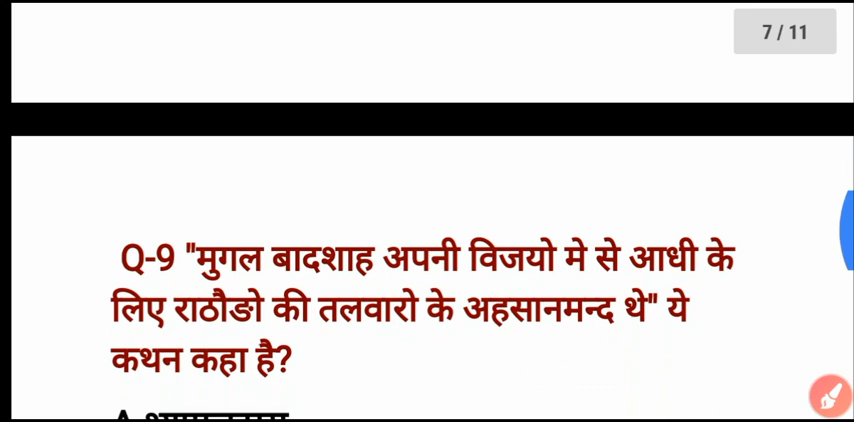 7 / 11
Q-9 "मुगल बादशाह अपनी विजयो मे से आधी के
लिए राठौङो की तलवारो के अहसानमन्द थे" ये
कथन कहा है?